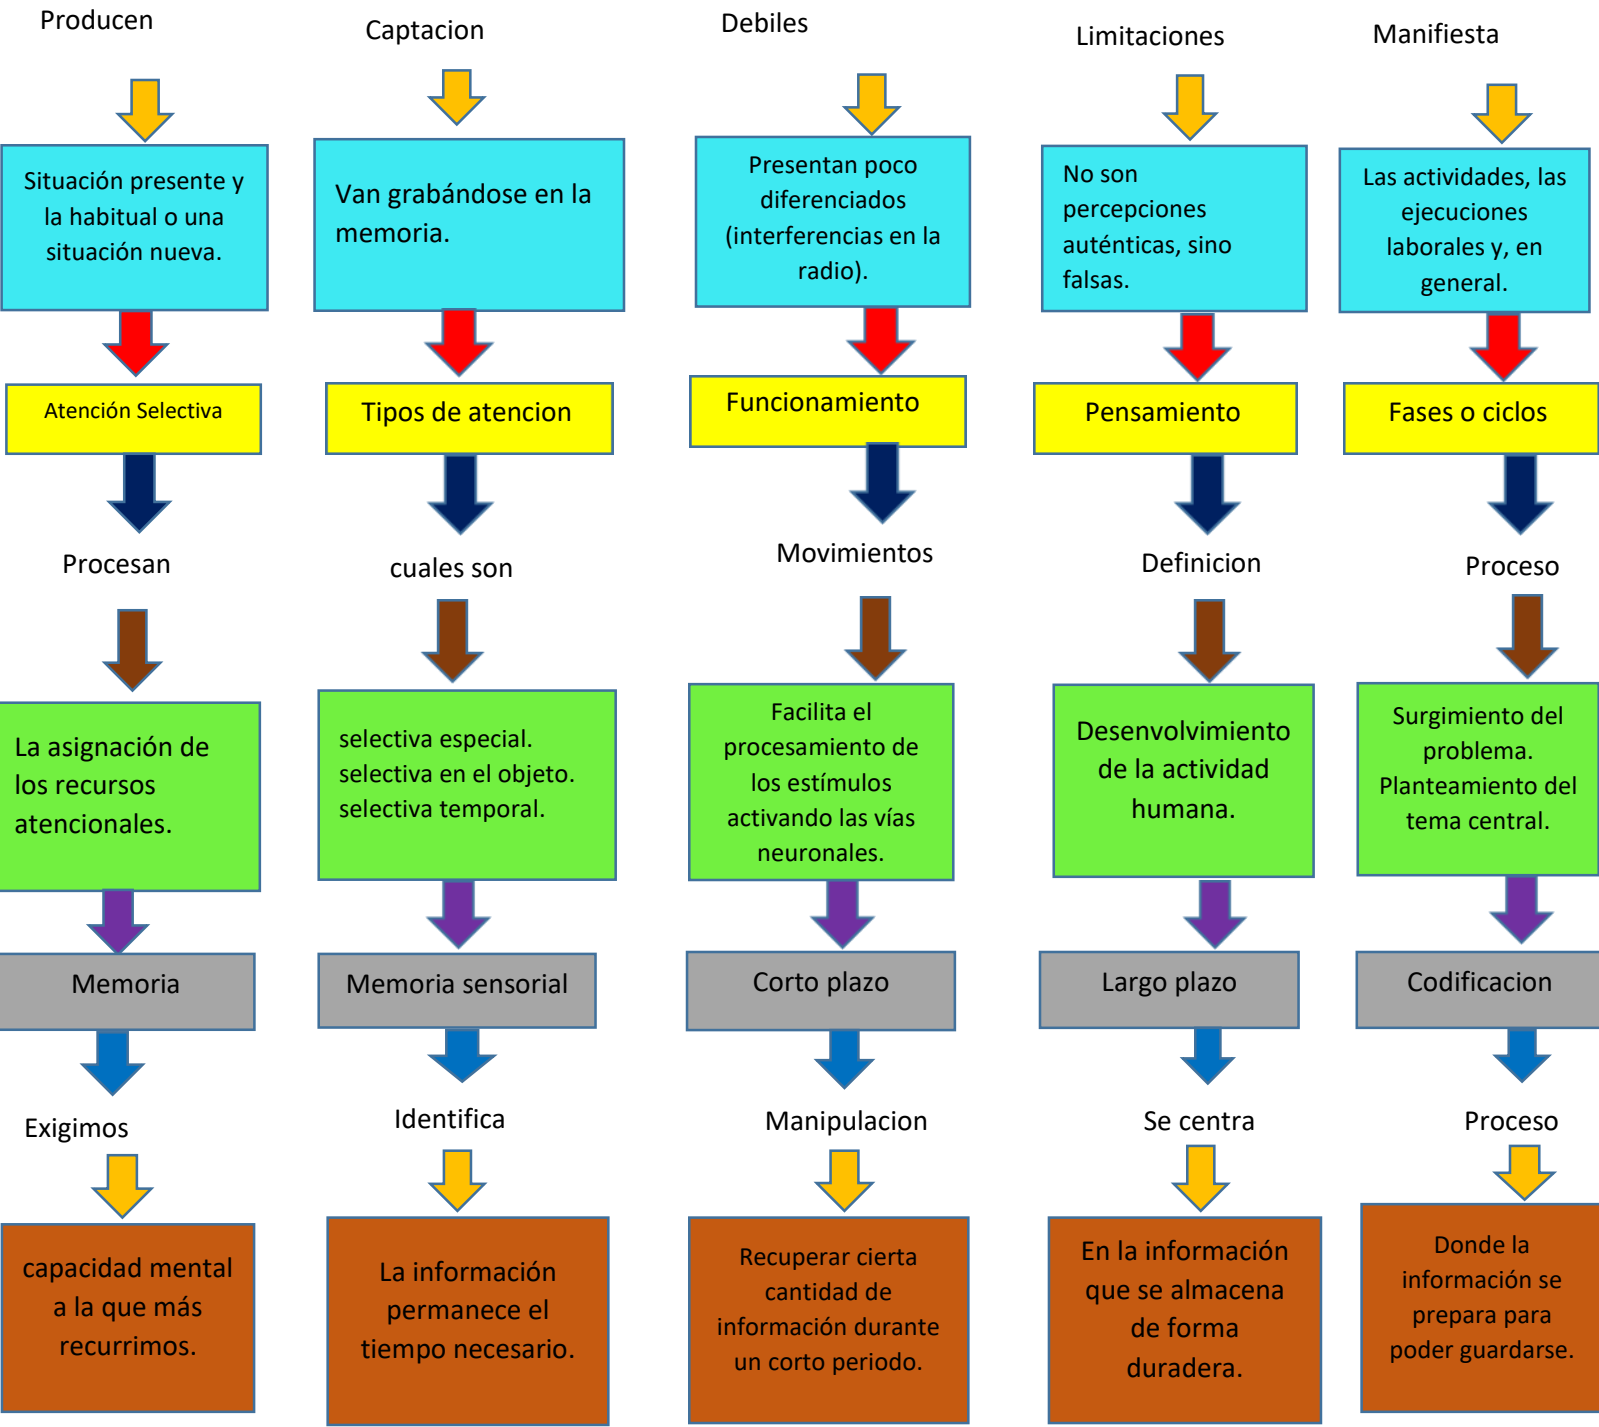 Producen
Captacion
Debiles
Limitaciones
Manifiesta
Situación presente y
la habitual o una
situación nueva.
Van grabándose en la
memoria.
Presentan poco
diferenciados
(interferencias en la
radio).
No son
percepciones
auténticas, sino
falsas.
Las actividades, las
ejecuciones
laborales y, en
general.
Atención Selectiva
Tipos de atencion
Funcionamiento
Pensamiento
Fases o ciclos
Procesan
cuales son
Movimientos
Definicion
Proceso
La asignación de
los recursos
atencionales.
selectiva especial.
selectiva en el objeto.
selectiva temporal.
Facilita el
procesamiento de
los estímulos
activando las vías
neuronales.
Desenvolvimiento
de la actividad
humana.
Surgimiento del
problema.
Planteamiento del
tema central.
Memoria
Memoria sensorial
Corto plazo
Largo plazo
Codificacion
Exigimos
Identifica
Manipulacion
Se centra
Proceso
capacidad mental
a la que más
recurrimos.
La información
permanece el
tiempo necesario.
Recuperar cierta
cantidad de
información durante
un corto periodo.
En la información
que se almacena
de forma
duradera.
Donde la
información se
prepara para
poder guardarse.